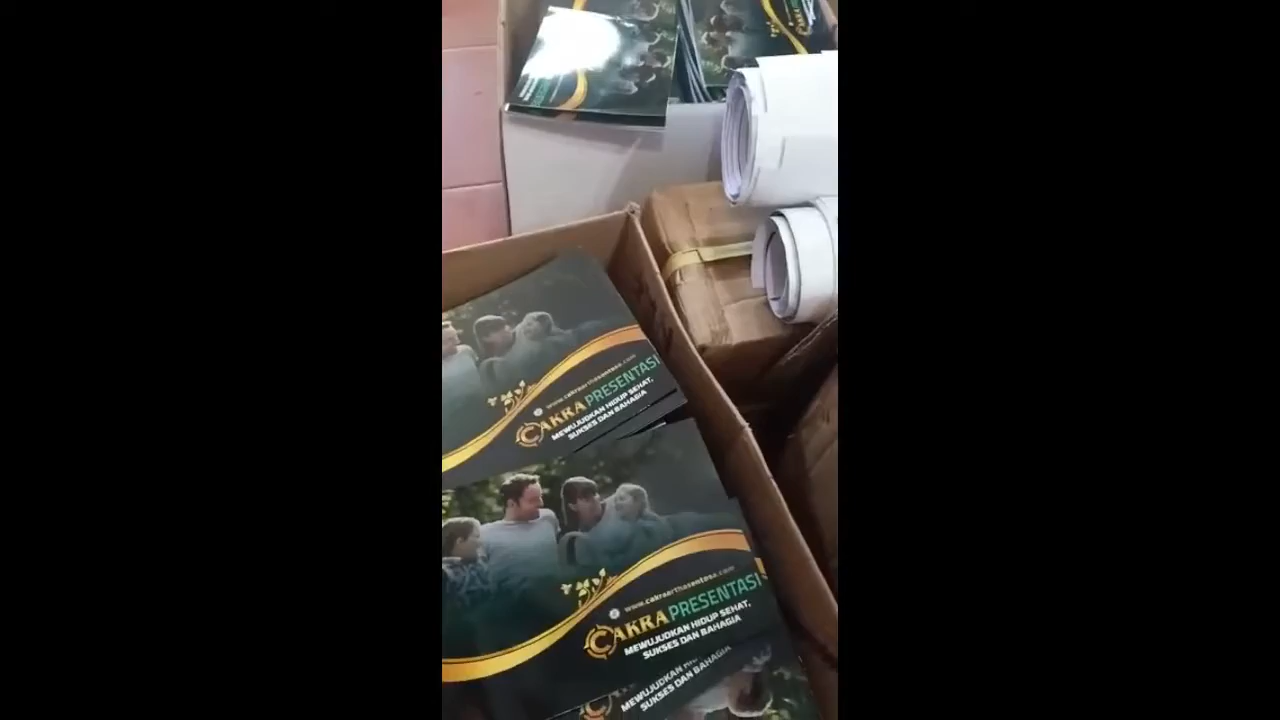 www.cakraarthasentosa.com
CAKRA PRESENTASI
MEWUJUDKAN HIDUP SEHAT,
SUKSES DAN BAHAGIA
www.cakraarthasentosa.com
CAKRA PRESENTASI
MEWUJUDKAN HIDUP SEHAT,
SUKSES DAN BAHAGIA
MEWUJUDKAN
SUKSES DAN BAHAGIA